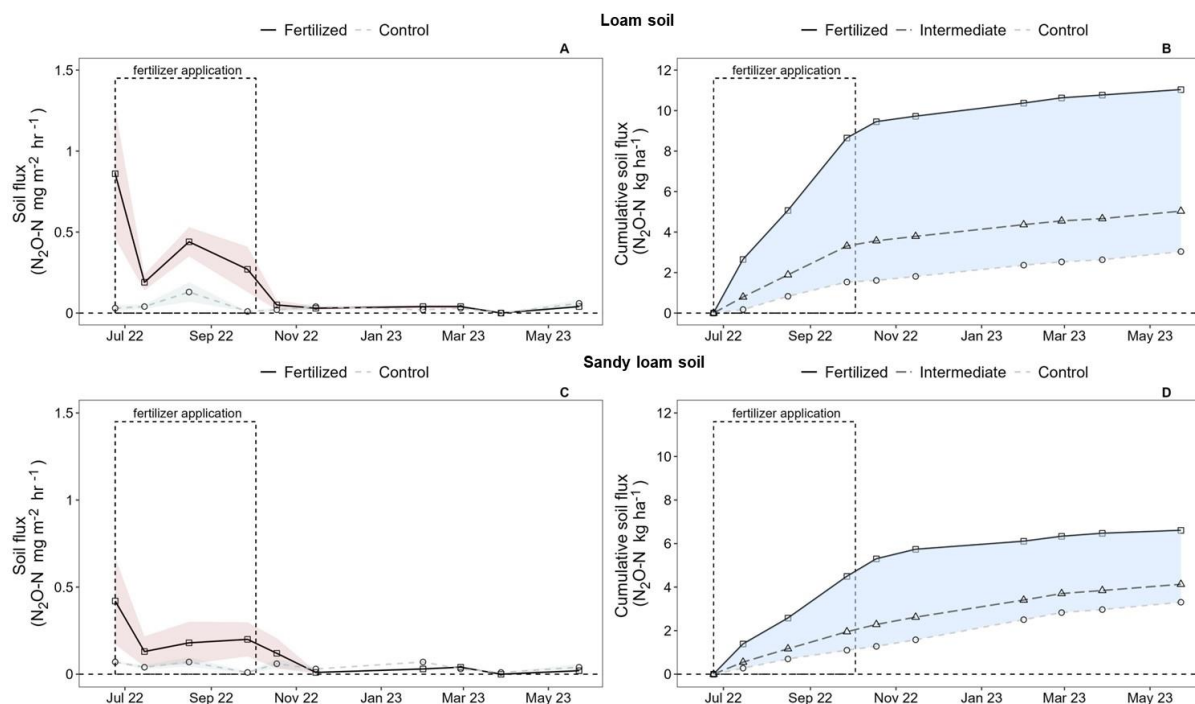 Loam soil
Fertilized Control
Fertilized Intermediate Control
A
B
fertilizer application
fertilizer application
1.5
1
0.5
0
Soil flux
(N₂O-N mg m⁻² hr⁻¹)
12
10
8
6
4
2
0
Cumulative soil flux
(N₂O-N kg ha⁻¹)
Jul 22 Sep 22 Nov 22 Jan 23 Mar 23 May 23
Jul 22 Sep 22 Nov 22 Jan 23 Mar 23 May 23
Sandy loam soil
Fertilized Control
Fertilized Intermediate Control
C
D
fertilizer application
fertilizer application
1.5
1
0.5
0
Soil flux
(N₂O-N mg m⁻² hr⁻¹)
12
10
8
6
4
2
0
Cumulative soil flux
(N₂O-N kg ha⁻¹)
Jul 22 Sep 22 Nov 22 Jan 23 Mar 23 May 23
Jul 22 Sep 22 Nov 22 Jan 23 Mar 23 May 23